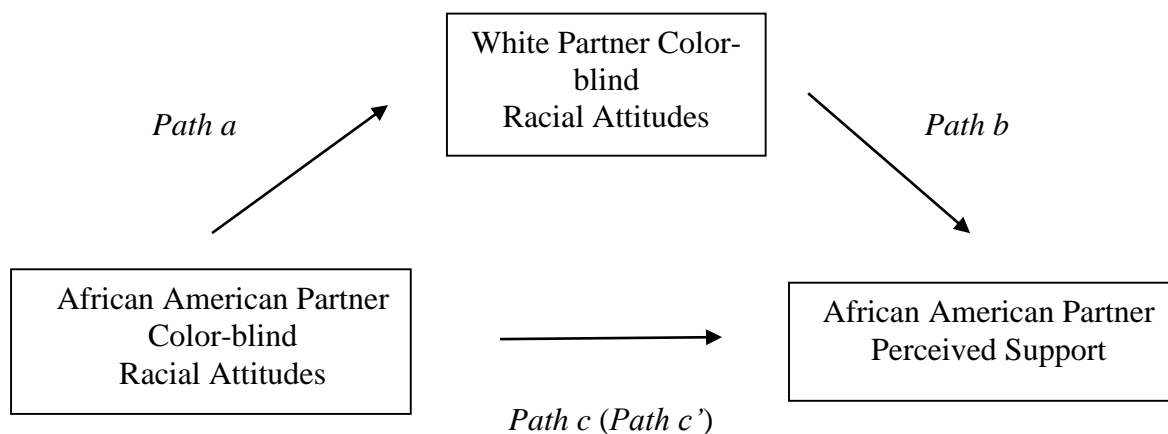 White Partner Color-
blind
Racial Attitudes
Path a
Path b
African American Partner
Color-blind
Racial Attitudes
African American Partner
Perceived Support
Path c (Path c’)